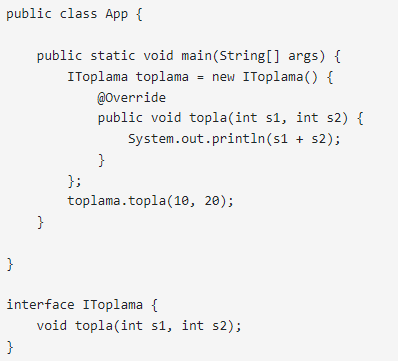 public class App {
    public static void main(String[] args) {
        IToplama toplama = new IToplama() {
            @Override
            public void topla(int s1, int s2) {
                System.out.println(s1 + s2);
            }
        };
        toplama.topla(10, 20);
    }
}
interface IToplama {
    void topla(int s1, int s2);
}